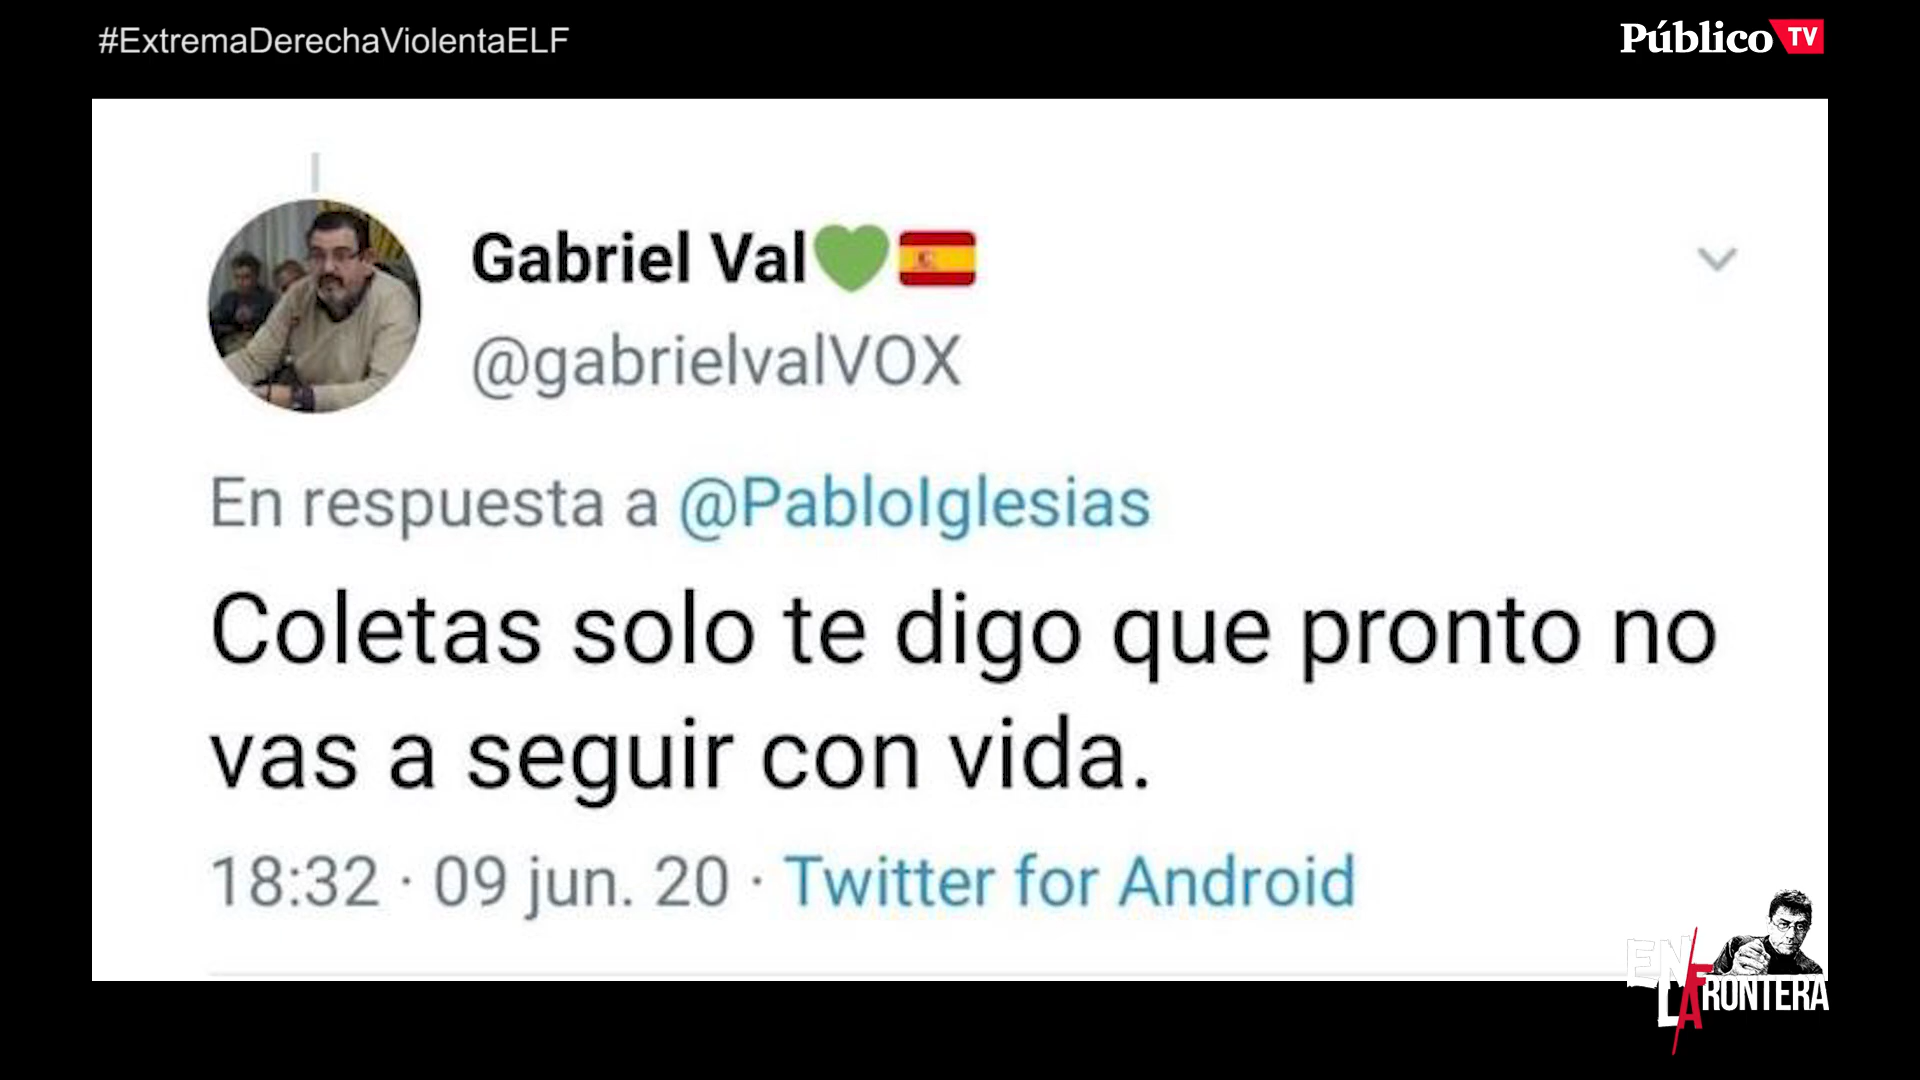 #ExtremaDerechaViolentaELF
Público TV
Gabriel Val
@gabrielvalVOX
En respuesta a @PabloIglesias
Coletas solo te digo que pronto no
vas a seguir con vida.
18:32 · 09 jun. 20 · Twitter for Android
EN
LA FRONTERA